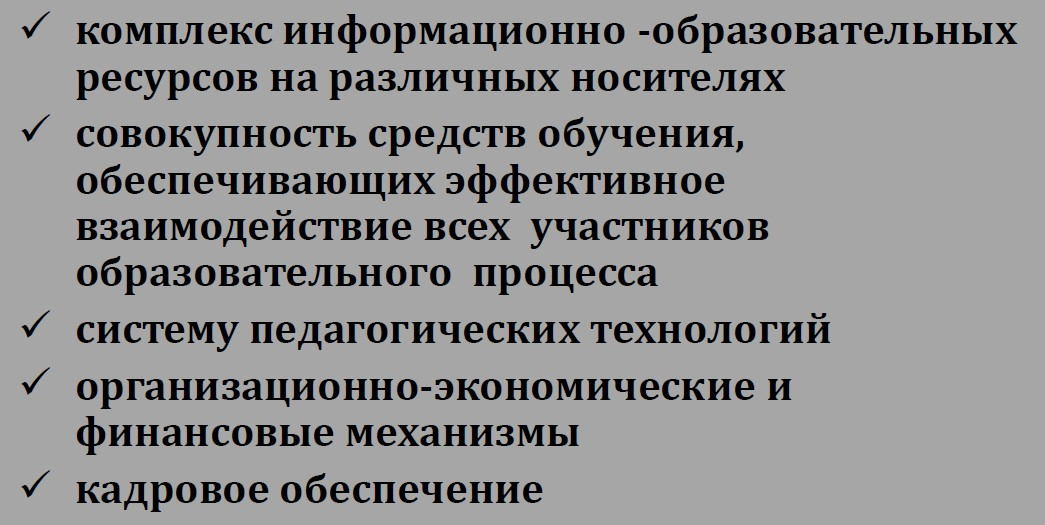 ✓ комплекс информационно -образовательных
ресурсов на различных носителях
✓ совокупность средств обучения,
обеспечивающих эффективное
взаимодействие всех  участников
образовательного  процесса
✓ систему педагогических технологий
✓ организационно-экономические и
финансовые механизмы
✓ кадровое обеспечение